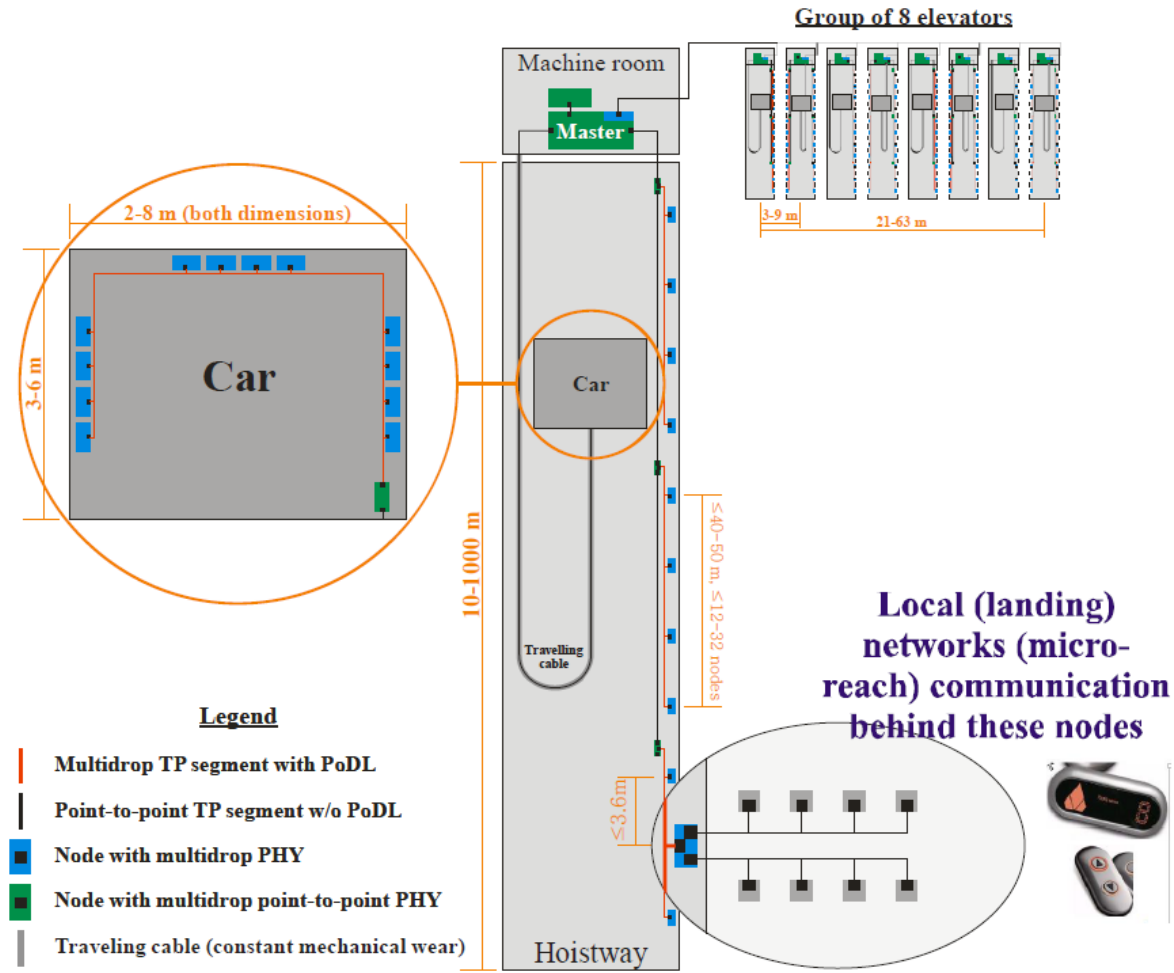 Group of 8 elevators
Machine room
Master
3-9 m
21-63 m
2-8 m (both dimensions)
3-6 m
Car
Car
10-1000 m
≤40-50 m, ≤12-32 nodes
Travelling
cable
Local (landing)
networks (micro-
reach) communication
behind these nodes
≤3.6m
Hoistway
Legend
Multidrop TP segment with PoDL
Point-to-point TP segment w/o PoDL
Node with multidrop PHY
Node with multidrop point-to-point PHY
Traveling cable (constant mechanical wear)